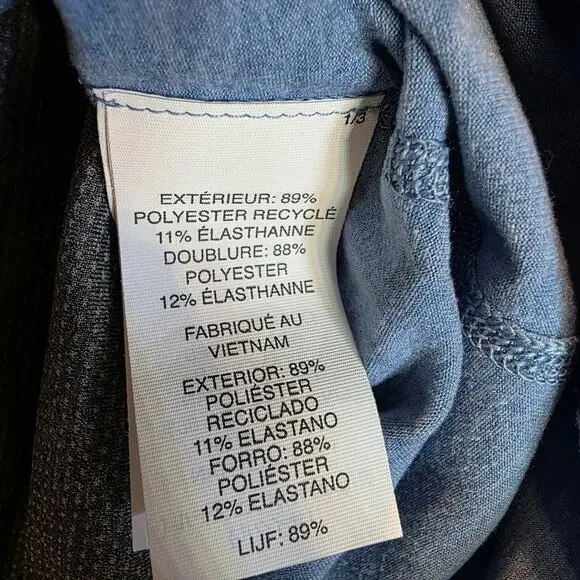 1/3
EXTÉRIEUR: 89%
POLYESTER RECYCLÉ
11% ÉLASTHANNE
DOUBLURE: 88%
POLYESTER
12% ÉLASTHANNE
FABRIQUÉ AU
VIETNAM
EXTERIOR: 89%
POLIÉSTER
RECICLADO
11% ELASTANO
FORRO: 88%
POLIÉSTER
12% ELASTANO
LIJF: 89%